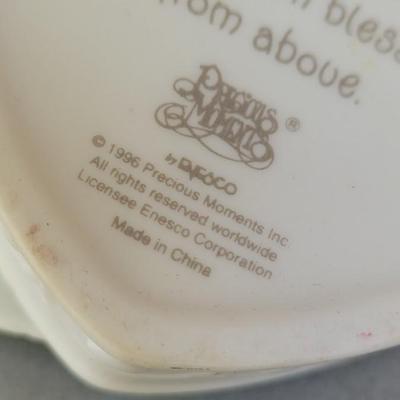 bless
from above.
PRECIOUS
MOMENTS ®
by ENESCO
© 1996 Precious Moments Inc.
All rights reserved worldwide
Licensee Enesco Corporation
Made in China